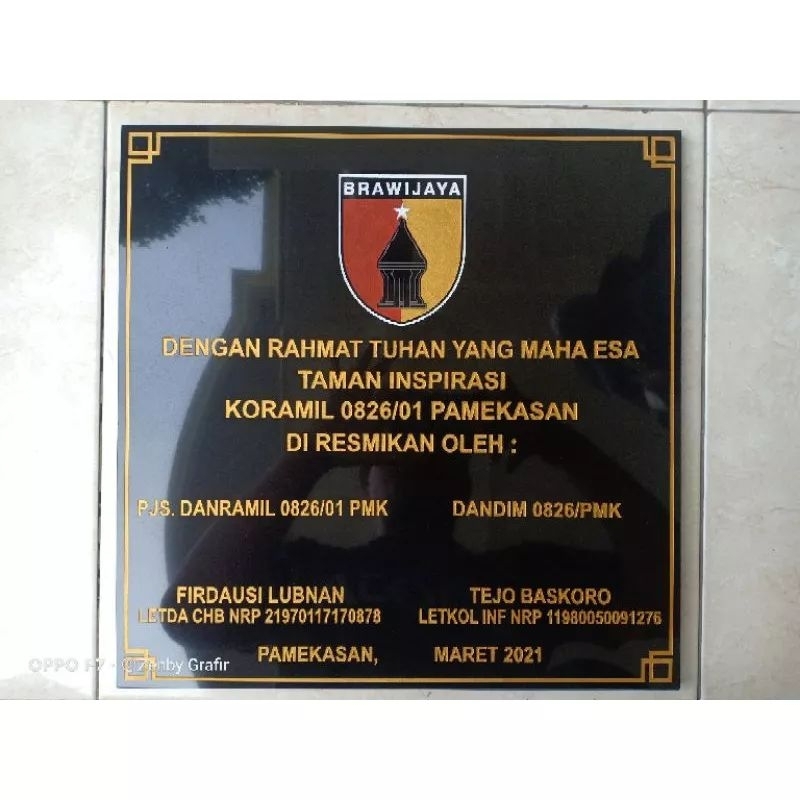 BRAWIJAYA
DENGAN RAHMAT TUHAN YANG MAHA ESA
TAMAN INSPIRASI
KORAMIL 0826/01 PAMEKASAN
DI RESMIKAN OLEH :
PJS. DANRAMIL 0826/01 PMK DANDIM 0826/PMK
FIRDAUSI LUBNAN TEJO BASKORO
LETDA CHB NRP 21970117170878 LETKOL INF NRP 11980050091276
PAMEKASAN, MARET 2021
OPPO F7 · © Zenby Grafir